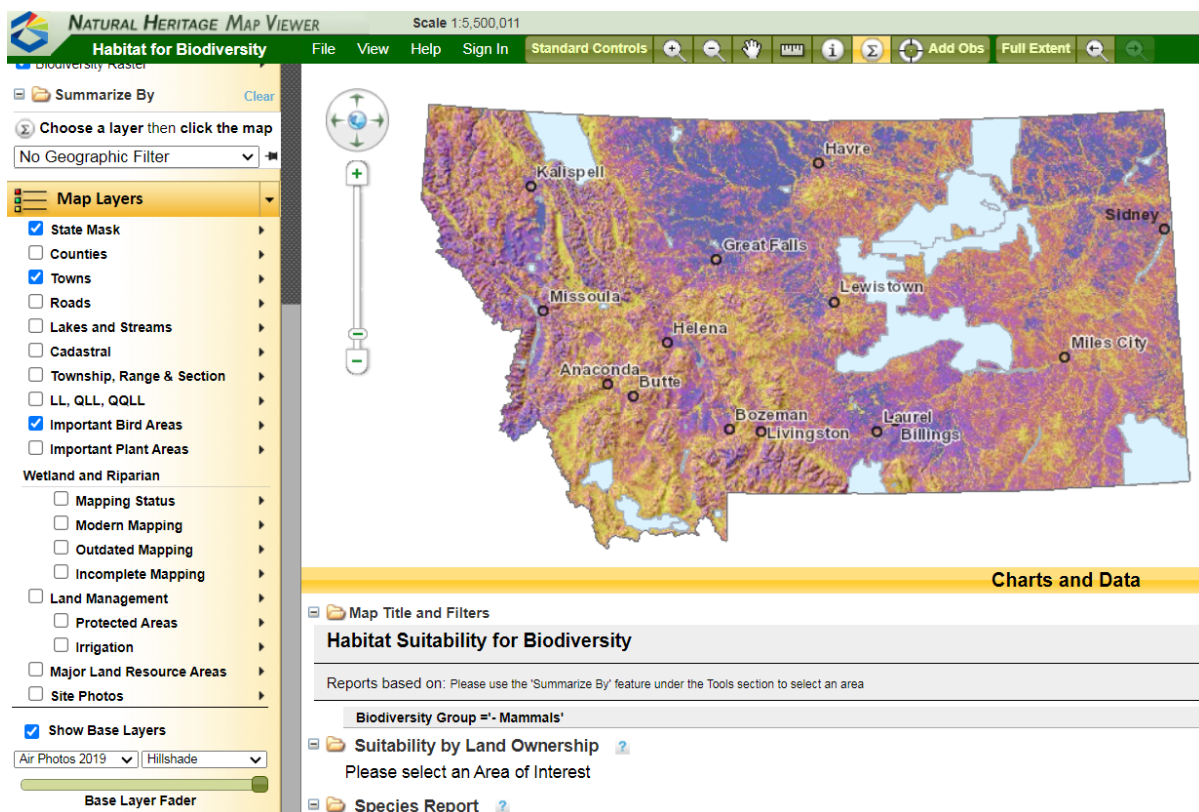 NATURAL HERITAGE MAP VIEWER
Scale 1:5,500,011
Habitat for Biodiversity
File View Help Sign In Standard Controls Add Obs Full Extent
Biodiversity Raster
Summarize By Clear
Choose a layer then click the map
No Geographic Filter
Map Layers
State Mask
Counties
Towns
Roads
Lakes and Streams
Cadastral
Township, Range & Section
LL, QLL, QQLL
Important Bird Areas
Important Plant Areas
Wetland and Riparian
Mapping Status
Modern Mapping
Outdated Mapping
Incomplete Mapping
Land Management
Protected Areas
Irrigation
Major Land Resource Areas
Site Photos
Show Base Layers
Air Photos 2019 Hillshade
Base Layer Fader
Havre
Kalispell
Sidney
Great Falls
Lewistown
Missoula
Helena
Miles City
Anaconda
Butte
Bozeman
Laurel
Livingston
Billings
Charts and Data
Map Title and Filters
Habitat Suitability for Biodiversity
Reports based on: Please use the 'Summarize By' feature under the Tools section to select an area
Biodiversity Group ='- Mammals'
Suitability by Land Ownership ?
Please select an Area of Interest
Species Report ?